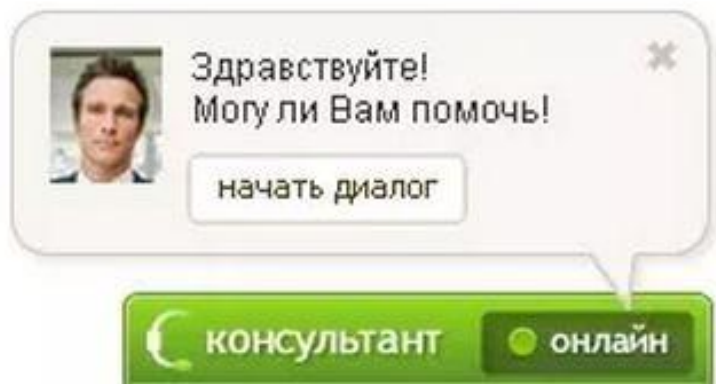 Здравствуйте!
Могу ли Вам помочь!
начать диалог
консультант
онлайн